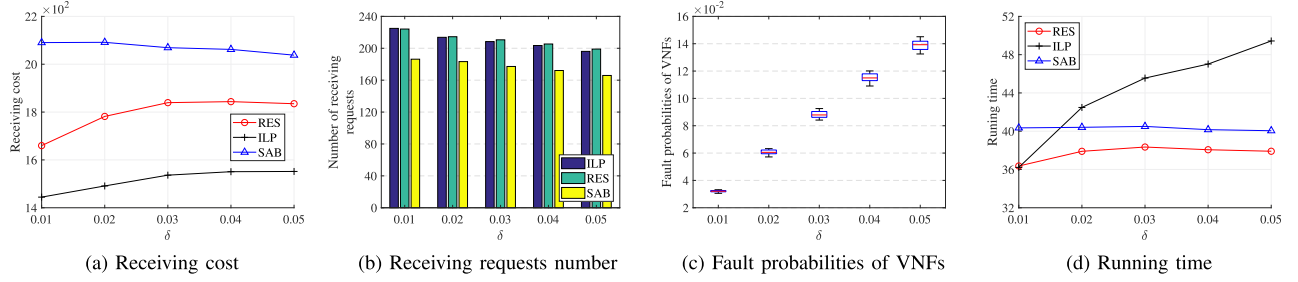 ×10²
Receiving cost
22
20
18
16
14
0.01
0.02
0.03
0.04
0.05
δ
RES
ILP
SAB
(a) Receiving cost
Number of receiving
requests
240
200
160
120
80
40
0
0.01
0.02
0.03
0.04
0.05
δ
ILP
RES
SAB
(b) Receiving requests number
×10⁻²
Fault probabilities of VNFs
16
14
12
10
8
6
4
2
0.01
0.02
0.03
0.04
0.05
δ
(c) Fault probabilities of VNFs
Runing time
52
48
44
40
36
32
0.01
0.02
0.03
0.04
0.05
δ
RES
ILP
SAB
(d) Running time